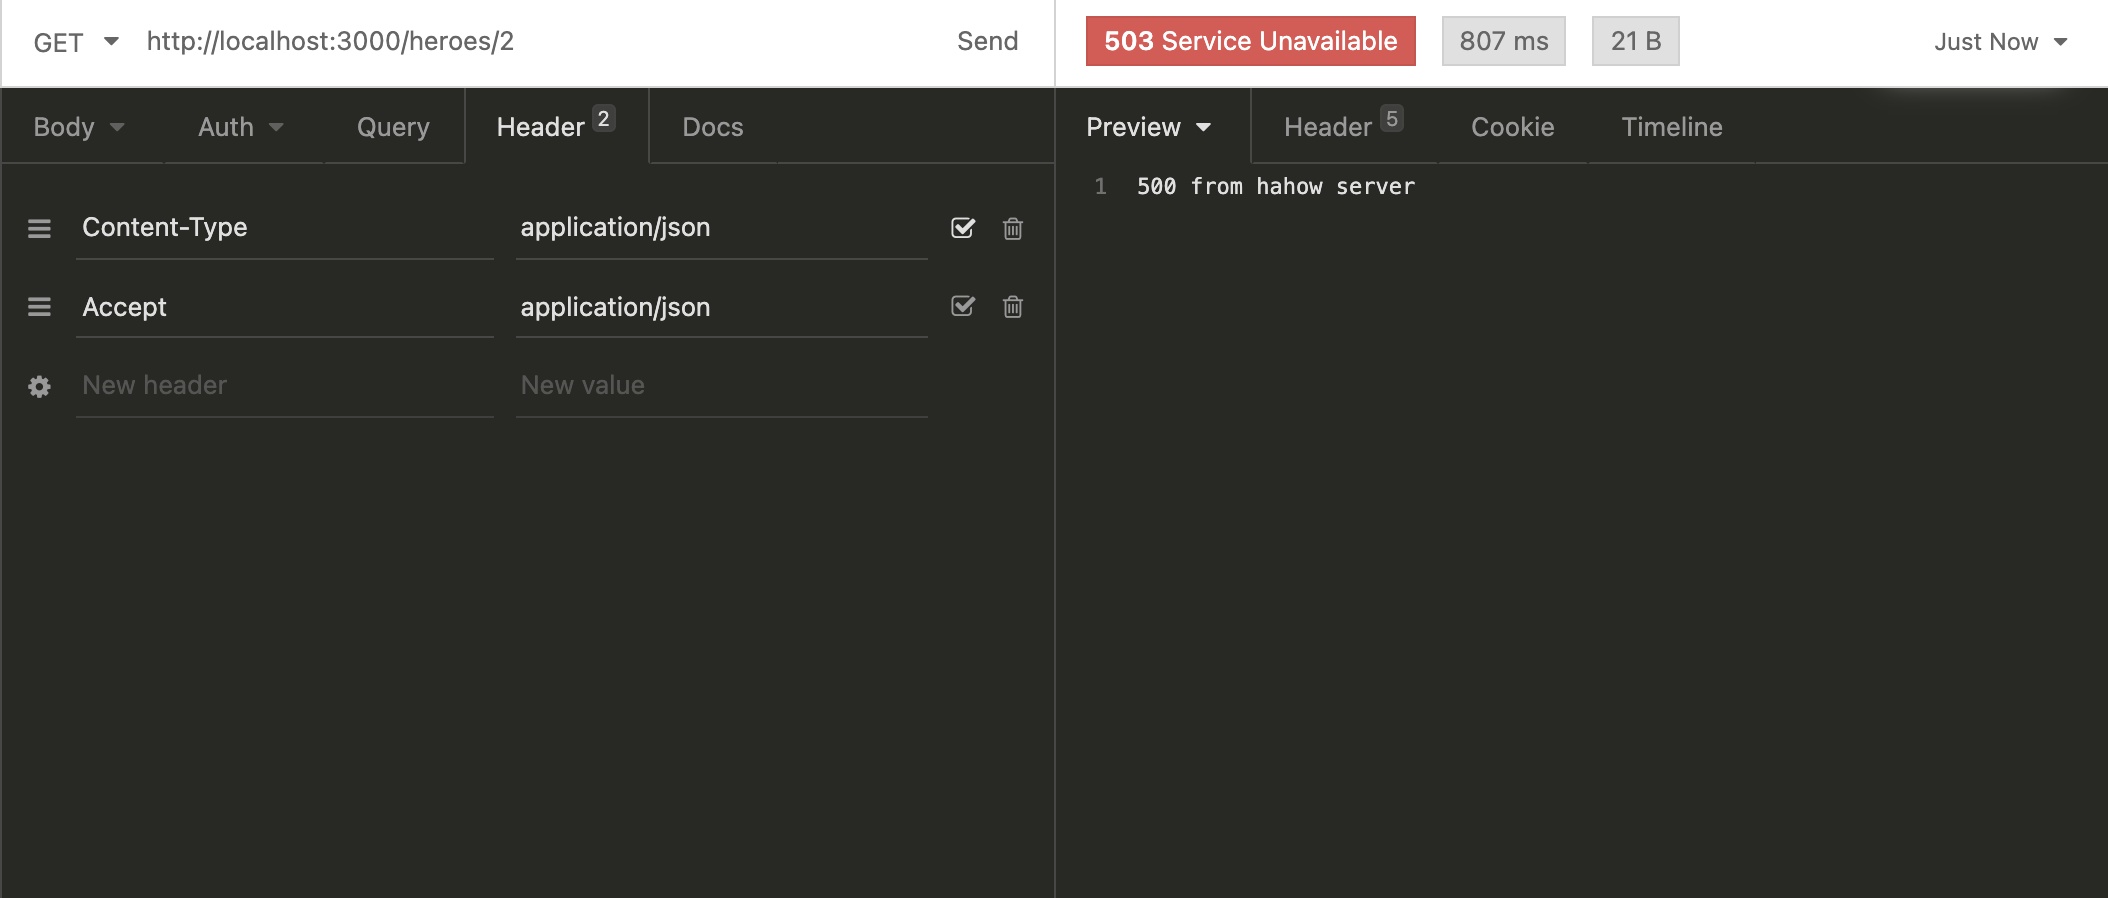 GET http://localhost:3000/heroes/2 Send
503 Service Unavailable 807 ms 21 B Just Now
Body Auth Query Header 2 Docs
Preview Header 5 Cookie Timeline
Content-Type application/json
Accept application/json
New header New value
1 500 from hahow server